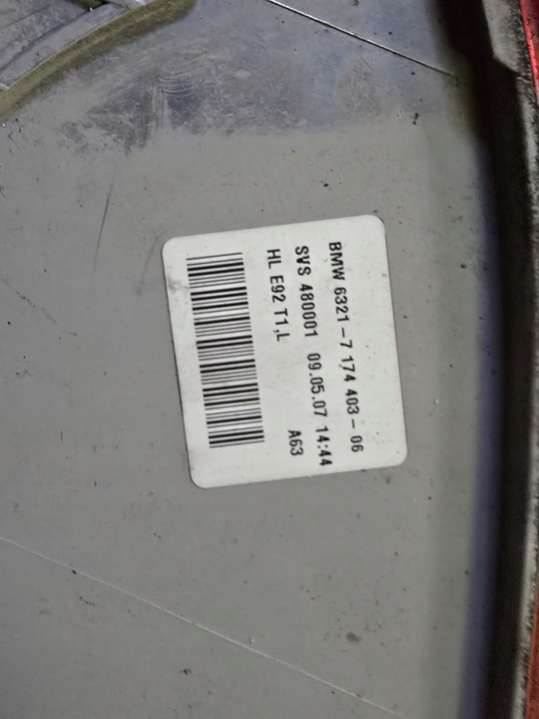 BMW 6321-7 174 403-06
SVS 480001 09.05.07 14:44
HL E92 T1,L A63